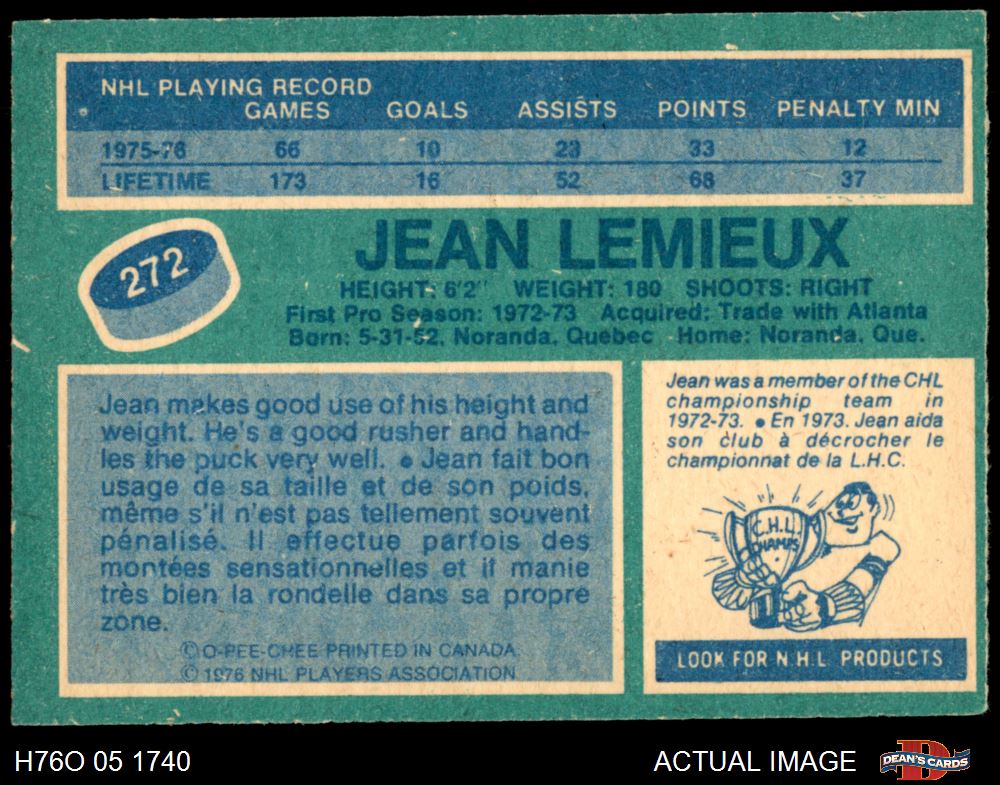 NHL PLAYING RECORD
GAMES GOALS ASSISTS POINTS PENALTY MIN
1975-76 66 10 23 33 12
LIFETIME 173 16 52 68 37
272
JEAN LEMIEUX
HEIGHT: 6'2" WEIGHT: 180 SHOOTS: RIGHT
First Pro Season: 1972-73 Acquired: Trade with Atlanta
Born: 5-31-52, Noranda, Quebec Home: Noranda, Que.
Jean makes good use of his height and
weight. He's a good rusher and hand-
les the puck very well. • Jean fait bon
usage de sa taille et de son poids,
même s'il n'est pas tellement souvent
pénalisé. Il effectue parfois des
montées sensationnelles et il manie
très bien la rondelle dans sa propre
zone.
© O-PEE-CHEE PRINTED IN CANADA
© 1976 NHL PLAYERS ASSOCIATION
Jean was a member of the CHL
championship team in
1972-73. • En 1973, Jean aida
son club à décrocher le
championnat de la L.H.C.
C.H.L.
CHAMPS
LOOK FOR N.H.L PRODUCTS
H76O 05 1740 ACTUAL IMAGE DEAN'S CARDS